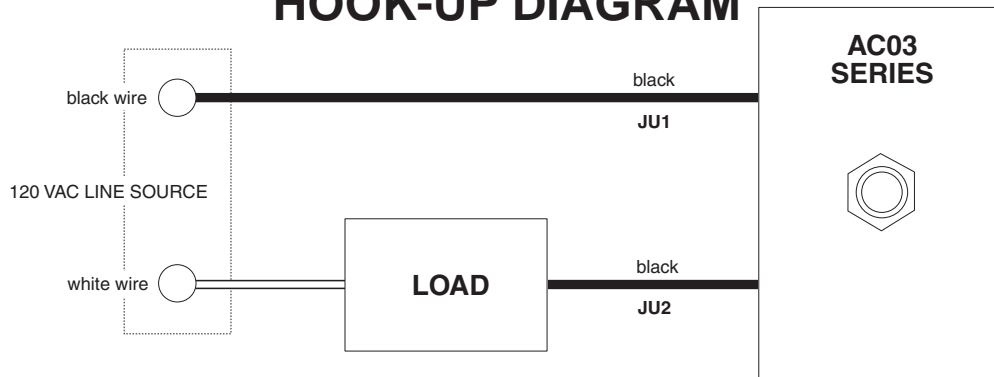 HOOK-UP DIAGRAM
AC03
SERIES
black wire
black
JU1
120 VAC LINE SOURCE
white wire
LOAD
black
JU2